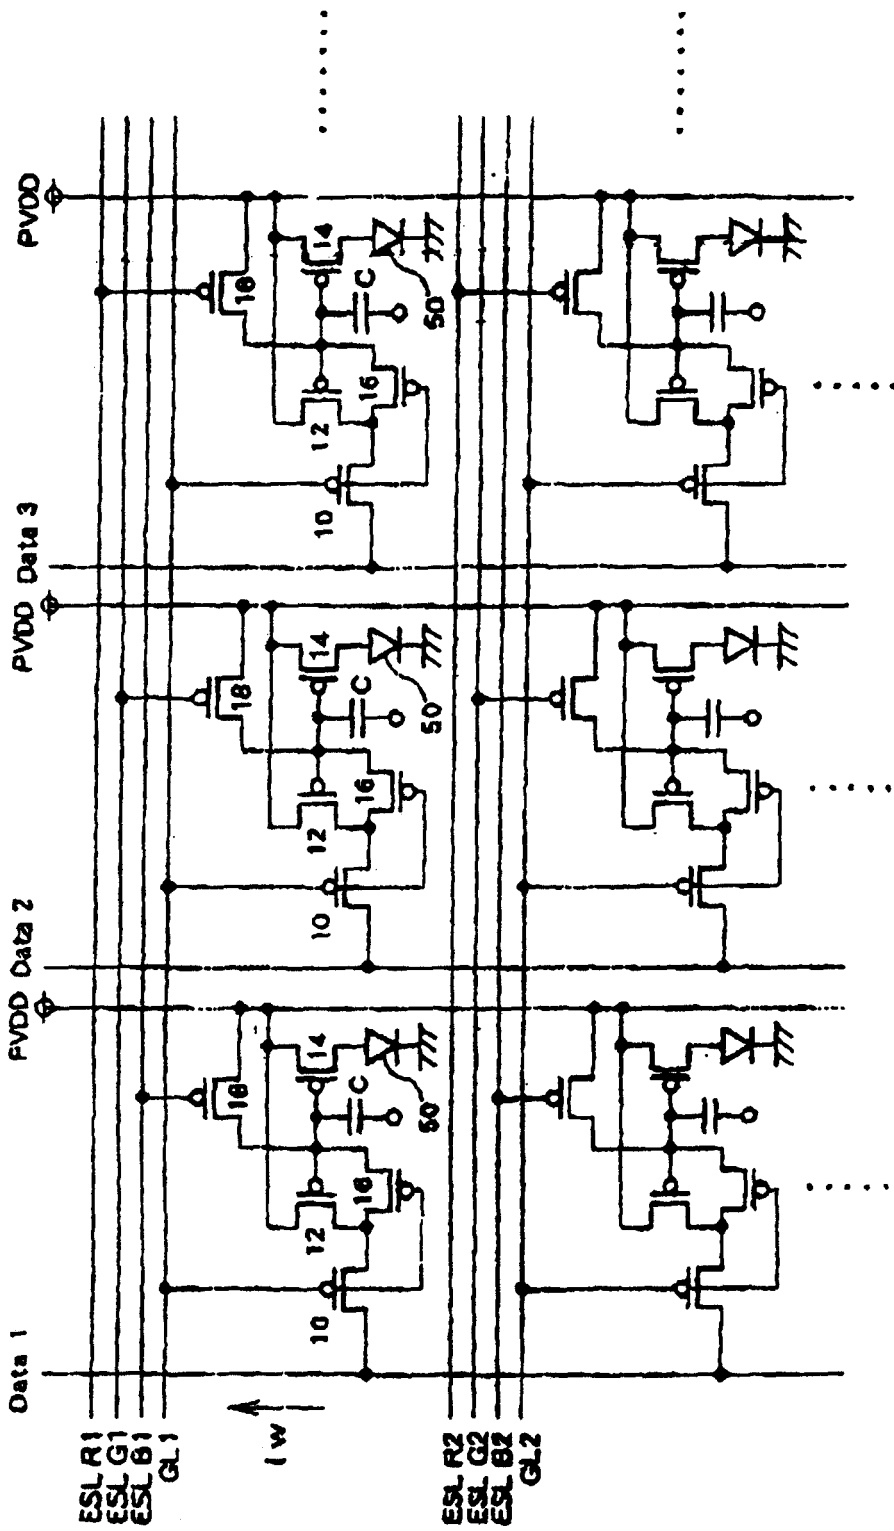 Data 1 PVDD Data 2 PVDD Data 3 PVDD
ESL R1
ESL G1
ESL B1
GL1
18 18 18
Iw
10 12 14 10 12 14 10 12 14
16 C 16 C 16 C
50 50 50
ESL R2
ESL G2
ESL B2
GL2